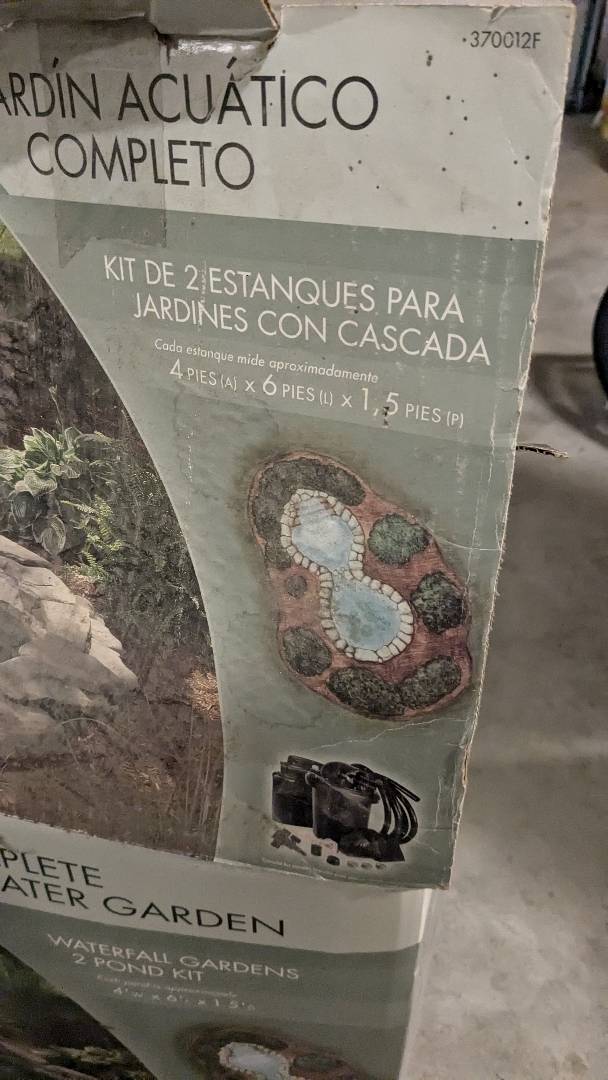 370012F
ARDÍN ACUÁTICO
COMPLETO
KIT DE 2 ESTANQUES PARA
JARDINES CON CASCADA
Cada estanque mide aproximadamente
4 PIES (A) x 6 PIES (L) x 1,5 PIES (P)
PLETE
ATER GARDEN
WATERFALL GARDENS
2 POND KIT